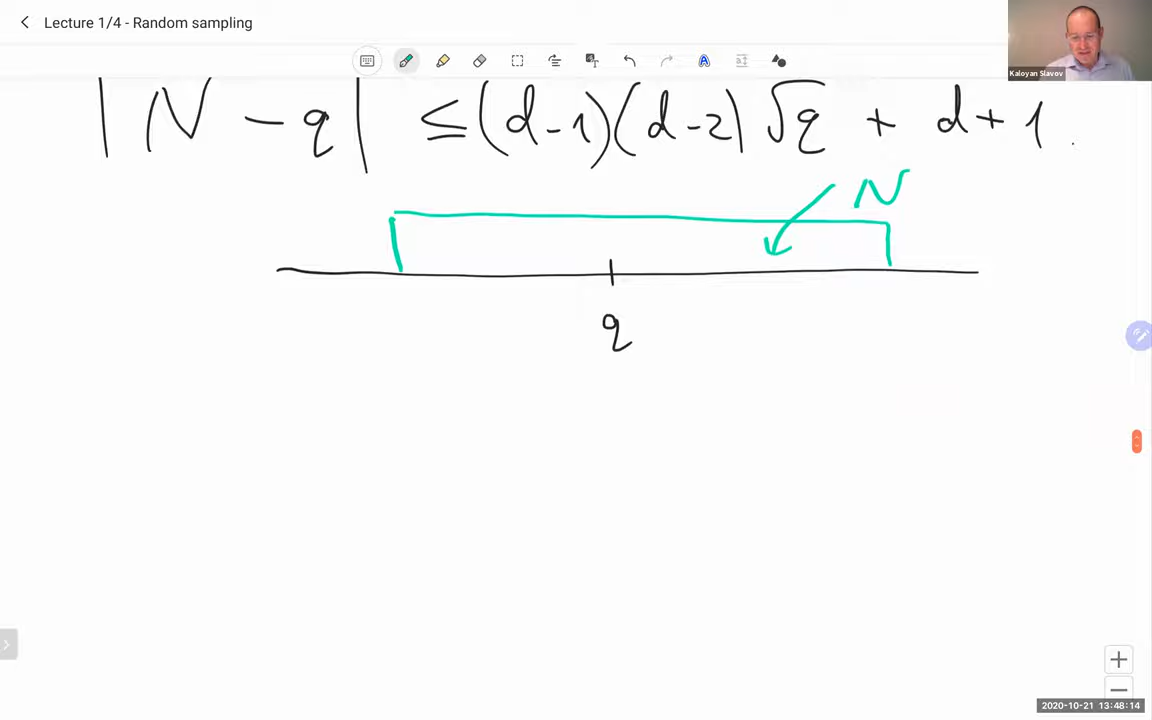 Lecture 1/4 - Random sampling
Kaloyan Slavov
|N - q| ≤ (d-1)(d-2)√q + d+1.
N
q
2020-10-21 13:48:14